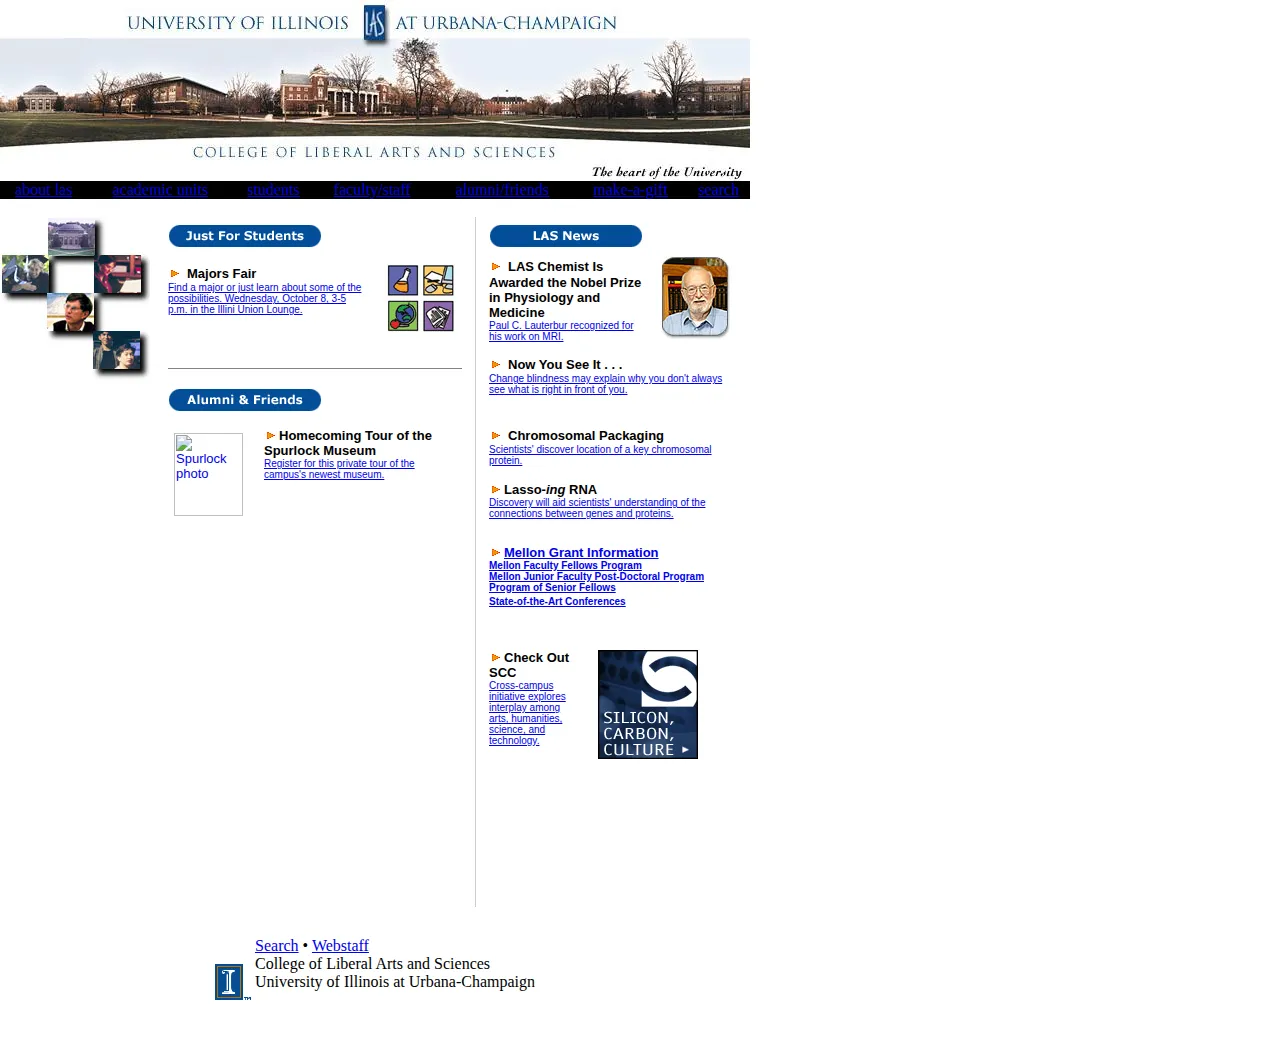 UNIVERSITY OF ILLINOIS LAS AT URBANA-CHAMPAIGN
COLLEGE OF LIBERAL ARTS AND SCIENCES
The heart of the University
about las academic units students faculty/staff alumni/friends make-a-gift search
Just For Students
Majors Fair
Find a major or just learn about some of the
possibilities. Wednesday, October 8, 3-5
p.m. in the Illini Union Lounge.
Alumni & Friends
Spurlock
photo
Homecoming Tour of the
Spurlock Museum
Register for this private tour of the
campus's newest museum.
LAS News
LAS Chemist Is
Awarded the Nobel Prize
in Physiology and
Medicine
Paul C. Lauterbur recognized for
his work on MRI.
Now You See It . . .
Change blindness may explain why you don't always
see what is right in front of you.
Chromosomal Packaging
Scientists' discover location of a key chromosomal
protein.
Lasso-ing RNA
Discovery will aid scientists' understanding of the
connections between genes and proteins.
Mellon Grant Information
Mellon Faculty Fellows Program
Mellon Junior Faculty Post-Doctoral Program
Program of Senior Fellows
State-of-the-Art Conferences
Check Out
SCC
Cross-campus
initiative explores
interplay among
arts, humanities,
science, and
technology.
SILICON,
CARBON,
CULTURE
Search • Webstaff
College of Liberal Arts and Sciences
University of Illinois at Urbana-Champaign
I TM